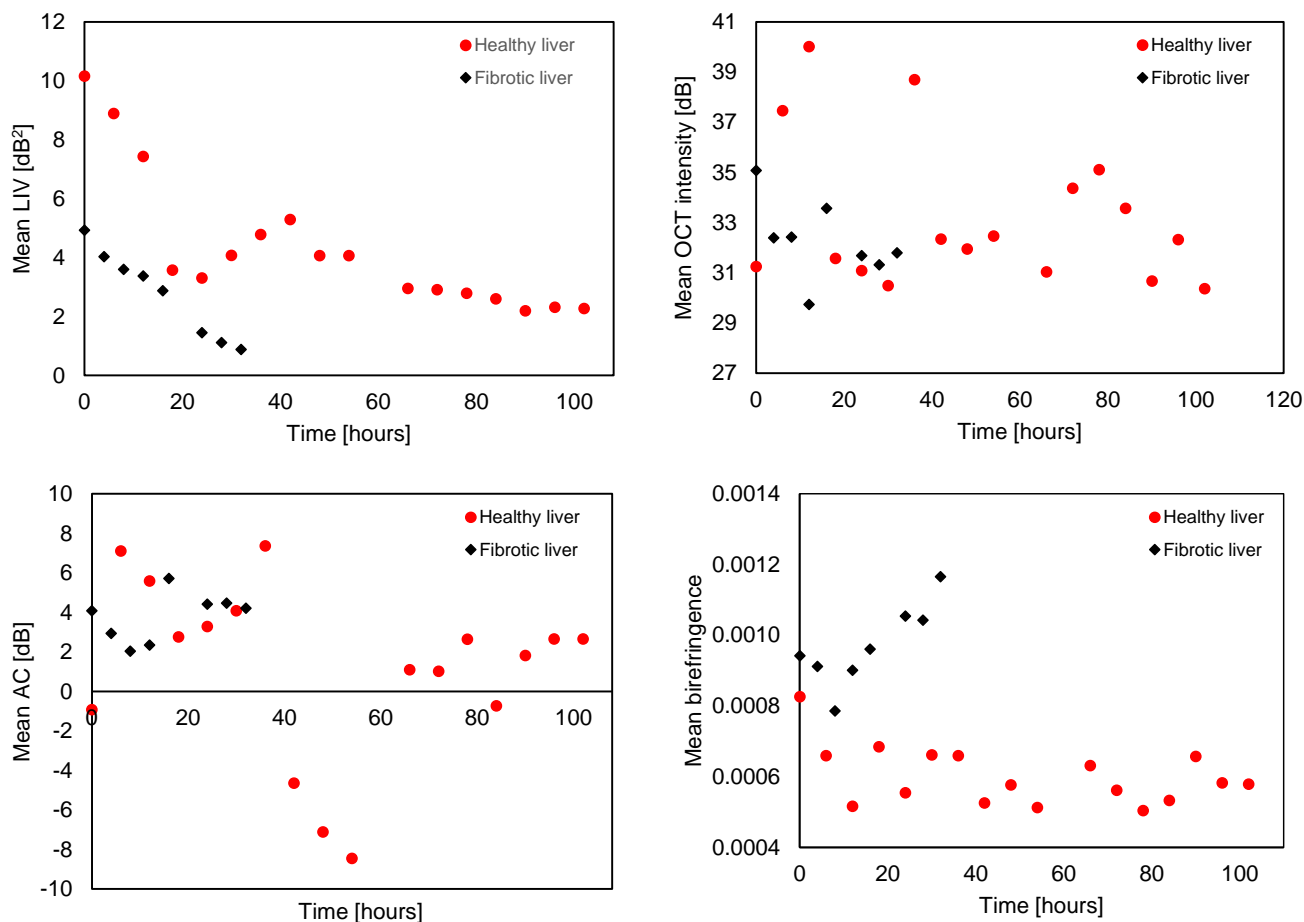 12
10
8
6
4
2
0
Mean LIV [dB²]
0 20 40 60 80 100
Time [hours]
Healthy liver
Fibrotic liver
41
39
37
35
33
31
29
27
Mean OCT intensity [dB]
0 20 40 60 80 100 120
Time [hours]
Healthy liver
Fibrotic liver
10
8
6
4
2
0
-2
-4
-6
-8
-10
Mean AC [dB]
0 20 40 60 80 100
Time [hours]
Healthy liver
Fibrotic liver
0.0014
0.0012
0.0010
0.0008
0.0006
0.0004
Mean birefringence
0 20 40 60 80 100
Time [hours]
Healthy liver
Fibrotic liver